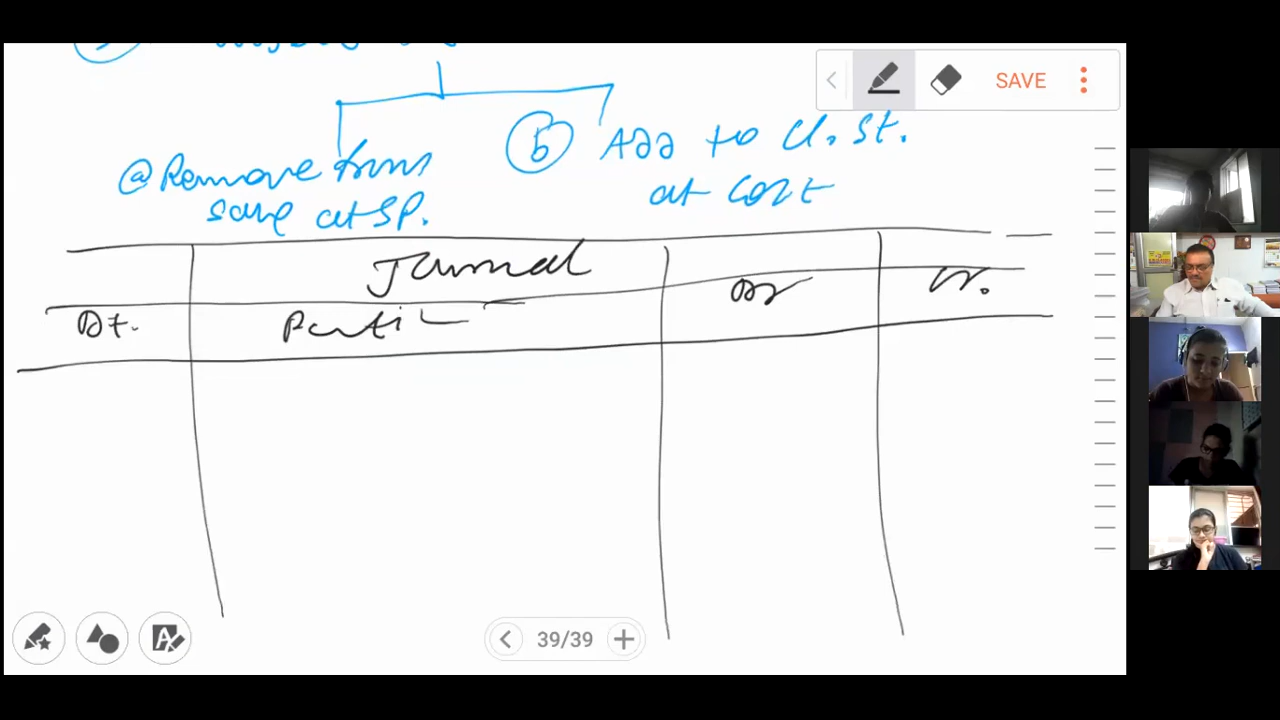 SAVE
ⓐ Remove from
sale at SP.
ⓑ Add to Cl. St.
at Cost
Journal
Dt.
Parti
Dr
Cr.
39/39